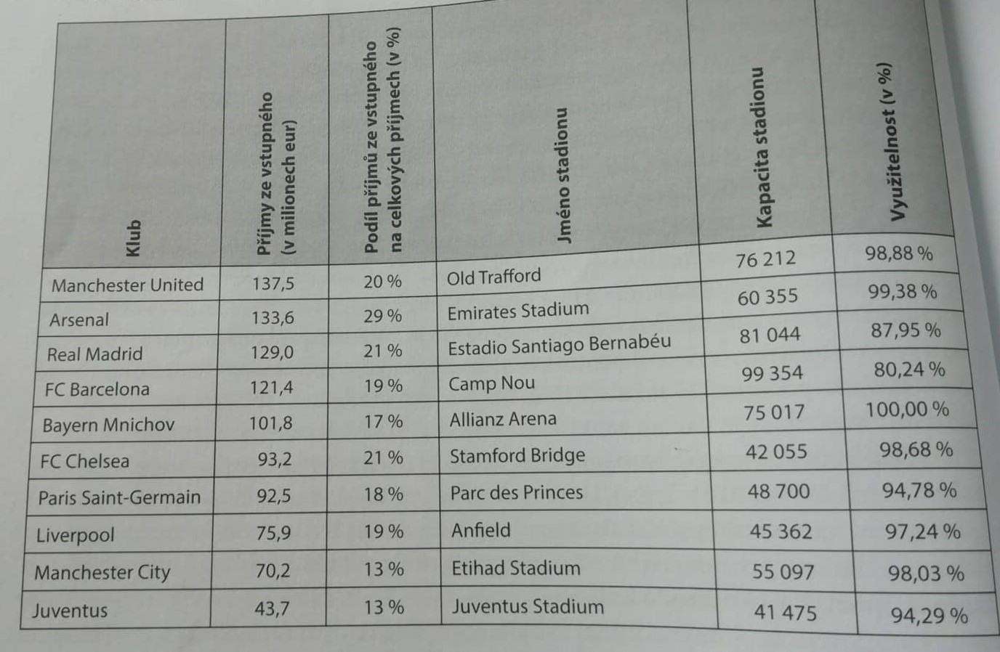 Klub Příjmy ze vstupného (v milionech eur) Podíl příjmů ze vstupného na celkových příjmech (v %) Jméno stadionu Kapacita stadionu Využitelnost (v %)
Manchester United 137,5 20 % Old Trafford 76 212 98,88 %
Arsenal 133,6 29 % Emirates Stadium 60 355 99,38 %
Real Madrid 129,0 21 % Estadio Santiago Bernabéu 81 044 87,95 %
FC Barcelona 121,4 19 % Camp Nou 99 354 80,24 %
Bayern Mnichov 101,8 17 % Allianz Arena 75 017 100,00 %
FC Chelsea 93,2 21 % Stamford Bridge 42 055 98,68 %
Paris Saint-Germain 92,5 18 % Parc des Princes 48 700 94,78 %
Liverpool 75,9 19 % Anfield 45 362 97,24 %
Manchester City 70,2 13 % Etihad Stadium 55 097 98,03 %
Juventus 43,7 13 % Juventus Stadium 41 475 94,29 %